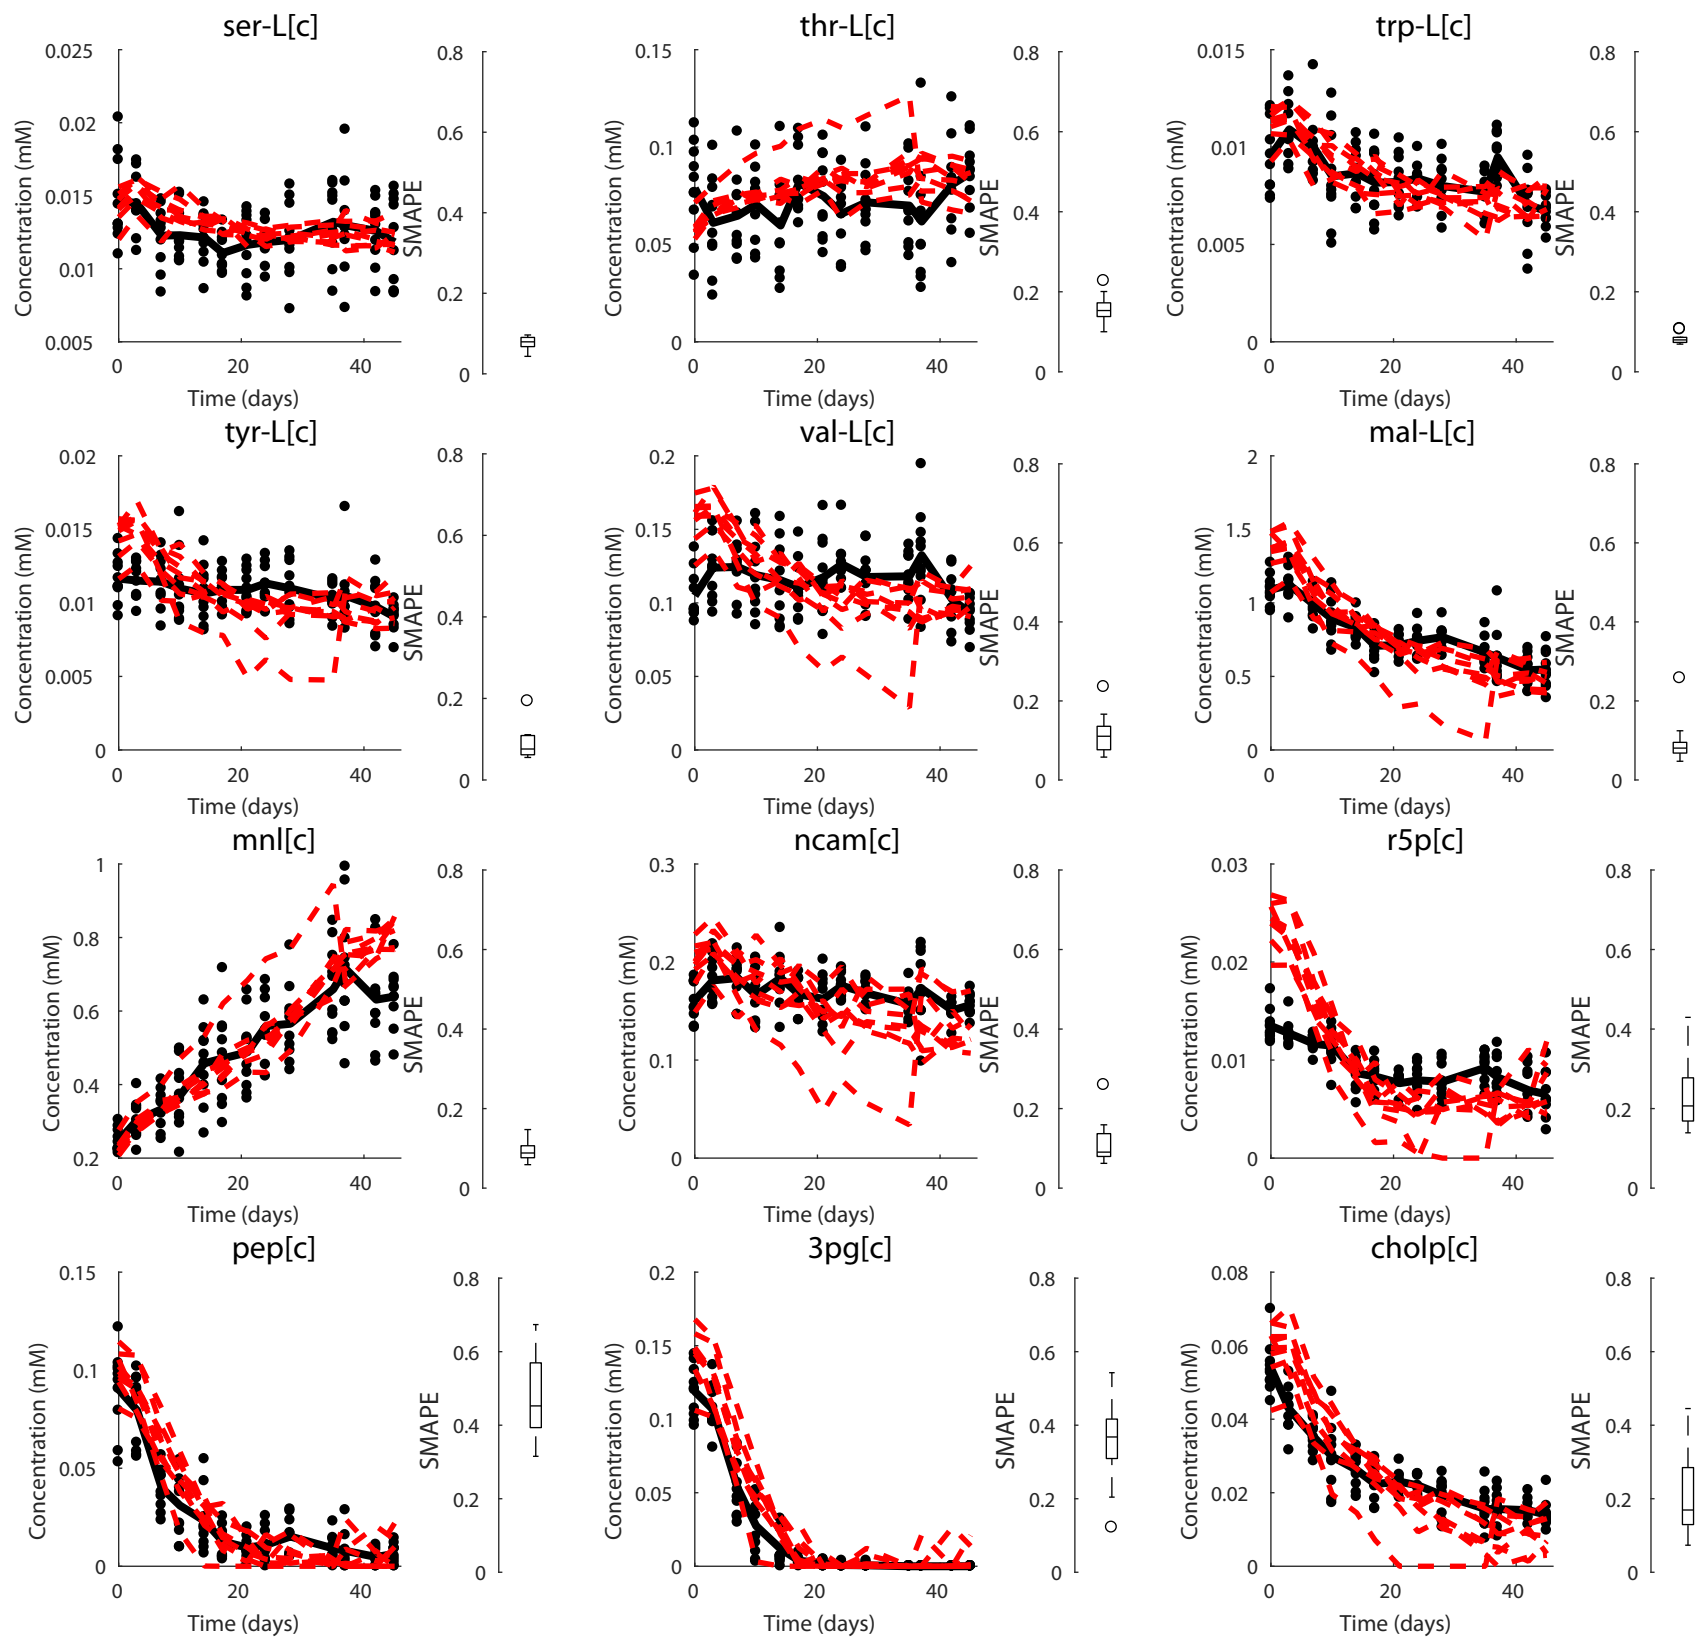 ser-L[c]
Concentration (mM)
0.025
0.02
0.015
0.01
0.005
0 20 40
Time (days)
SMAPE
0.8
0.6
0.4
0.2
0
thr-L[c]
Concentration (mM)
0.15
0.1
0.05
0
0 20 40
Time (days)
SMAPE
0.8
0.6
0.4
0.2
0
trp-L[c]
Concentration (mM)
0.015
0.01
0.005
0
0 20 40
Time (days)
SMAPE
0.8
0.6
0.4
0.2
0
tyr-L[c]
Concentration (mM)
0.02
0.015
0.01
0.005
0
0 20 40
Time (days)
SMAPE
0.8
0.6
0.4
0.2
0
val-L[c]
Concentration (mM)
0.2
0.15
0.1
0.05
0
0 20 40
Time (days)
SMAPE
0.8
0.6
0.4
0.2
0
mal-L[c]
Concentration (mM)
2
1.5
1
0.5
0
0 20 40
Time (days)
SMAPE
0.8
0.6
0.4
0.2
0
mnl[c]
Concentration (mM)
1
0.8
0.6
0.4
0.2
0 20 40
Time (days)
SMAPE
0.8
0.6
0.4
0.2
0
ncam[c]
Concentration (mM)
0.3
0.2
0.1
0
0 20 40
Time (days)
SMAPE
0.8
0.6
0.4
0.2
0
r5p[c]
Concentration (mM)
0.03
0.02
0.01
0
0 20 40
Time (days)
SMAPE
0.8
0.6
0.4
0.2
0
pep[c]
Concentration (mM)
0.15
0.1
0.05
0
0 20 40
Time (days)
SMAPE
0.8
0.6
0.4
0.2
0
3pg[c]
Concentration (mM)
0.2
0.15
0.1
0.05
0
0 20 40
Time (days)
SMAPE
0.8
0.6
0.4
0.2
0
cholp[c]
Concentration (mM)
0.08
0.06
0.04
0.02
0
0 20 40
Time (days)
SMAPE
0.8
0.6
0.4
0.2
0